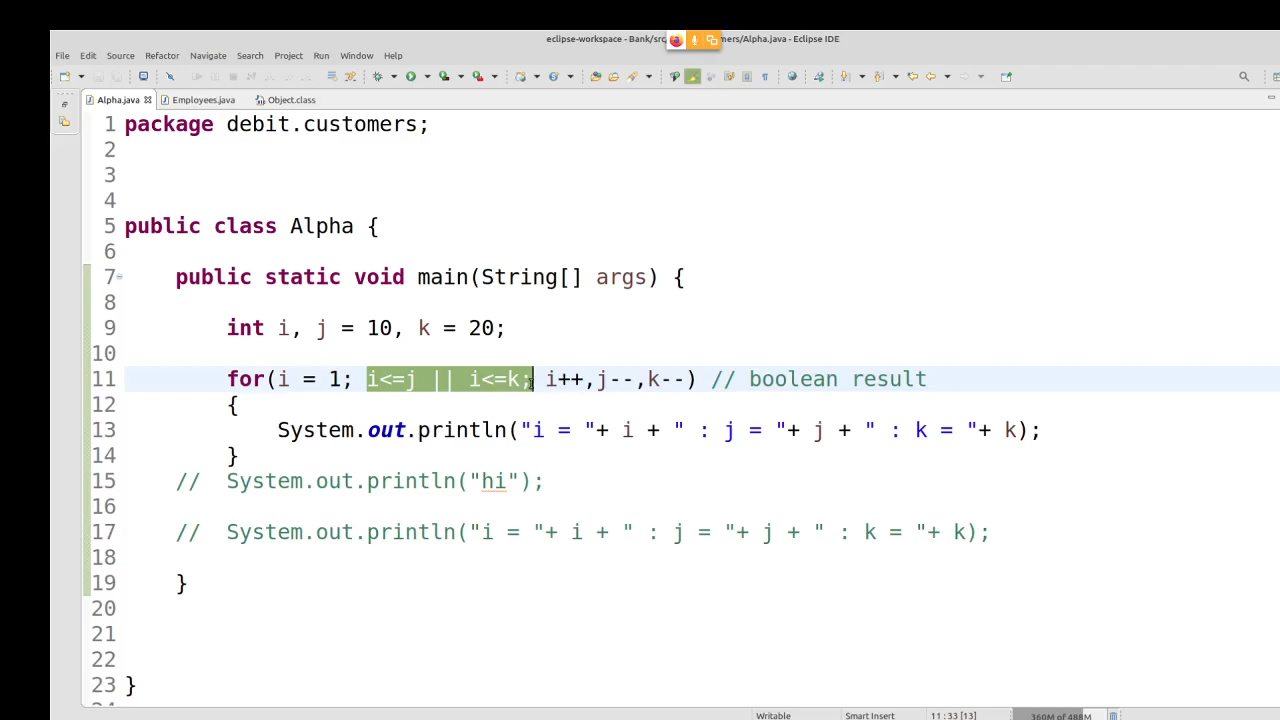 eclipse-workspace - Bank/src mers/Alpha.java - Eclipse IDE
File Edit Source Refactor Navigate Search Project Run Window Help
Alpha.java Employees.java Object.class
1 package debit.customers;
2
3
4
5 public class Alpha {
6
7 public static void main(String[] args) {
8
9 int i, j = 10, k = 20;
10
11 for(i = 1; i<=j || i<=k; i++,j--,k--) // boolean result
12 {
13 System.out.println("i = "+ i + " : j = "+ j + " : k = "+ k);
14 }
15 // System.out.println("hi");
16
17 // System.out.println("i = "+ i + " : j = "+ j + " : k = "+ k);
18
19 }
20
21
22
23 }
Writable Smart Insert 11 : 33 [13] 360M of 488M